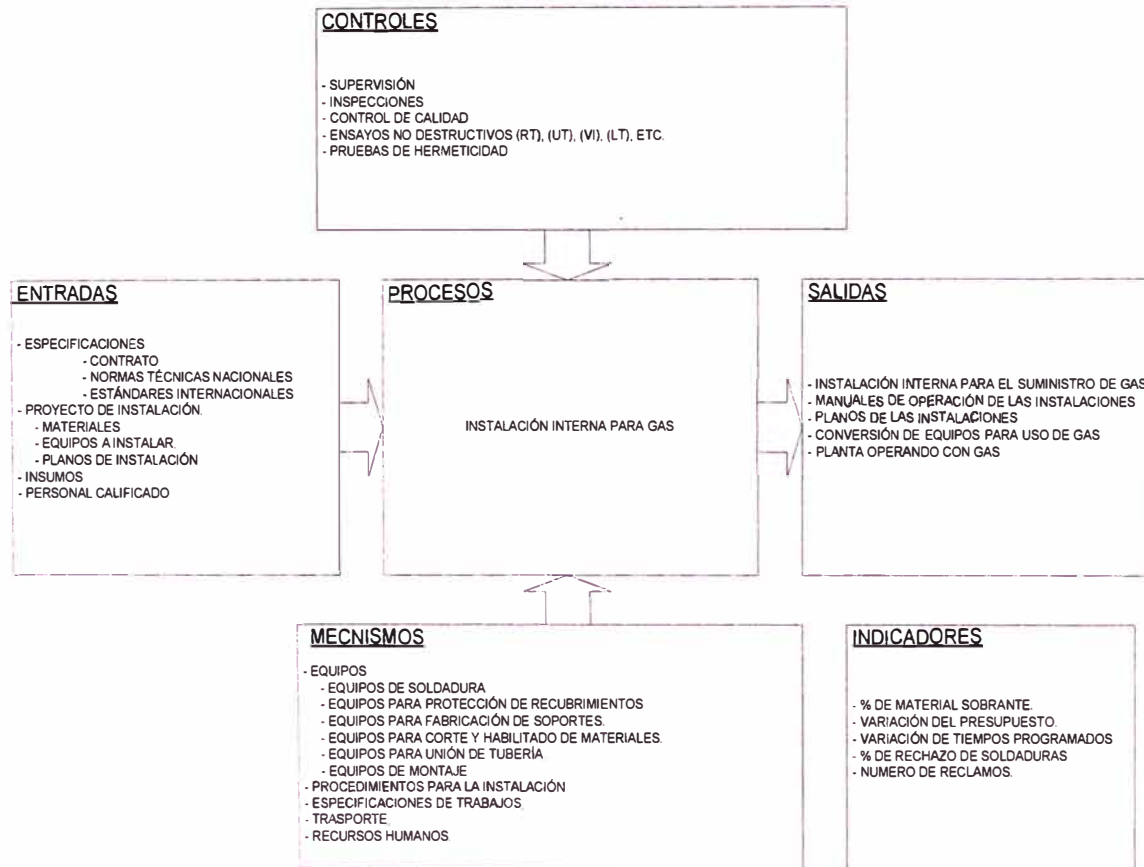 CONTROLES
- SUPERVISIÓN
- INSPECCIONES
- CONTROL DE CALIDAD
- ENSAYOS NO DESTRUCTIVOS (RT), (UT), (VI), (LT), ETC.
- PRUEBAS DE HERMETICIDAD
ENTRADAS
- ESPECIFICACIONES
- CONTRATO
- NORMAS TÉCNICAS NACIONALES
- ESTÁNDARES INTERNACIONALES
- PROYECTO DE INSTALACIÓN.
- MATERIALES
- EQUIPOS A INSTALAR.
- PLANOS DE INSTALACIÓN
- INSUMOS
- PERSONAL CALIFICADO
PROCESOS
INSTALACIÓN INTERNA PARA GAS
SALIDAS
- INSTALACIÓN INTERNA PARA EL SUMINISTRO DE GAS
- MANUALES DE OPERACIÓN DE LAS INSTALACIONES
- PLANOS DE LAS INSTALACIONES
- CONVERSIÓN DE EQUIPOS PARA USO DE GAS
- PLANTA OPERANDO CON GAS
MECNISMOS
- EQUIPOS
- EQUIPOS DE SOLDADURA
- EQUIPOS PARA PROTECCIÓN DE RECUBRIMIENTOS
- EQUIPOS PARA FABRICACIÓN DE SOPORTES.
- EQUIPOS PARA CORTE Y HABILITADO DE MATERIALES.
- EQUIPOS PARA UNIÓN DE TUBERÍA
- EQUIPOS DE MONTAJE
- PROCEDIMIENTOS PARA LA INSTALACIÓN
- ESPECIFICACIONES DE TRABAJOS.
- TRASPORTE.
- RECURSOS HUMANOS.
INDICADORES
- % DE MATERIAL SOBRANTE.
- VARIACIÓN DEL PRESUPUESTO.
- VARIACIÓN DE TIEMPOS PROGRAMADOS
- % DE RECHAZO DE SOLDADURAS
- NUMERO DE RECLAMOS.